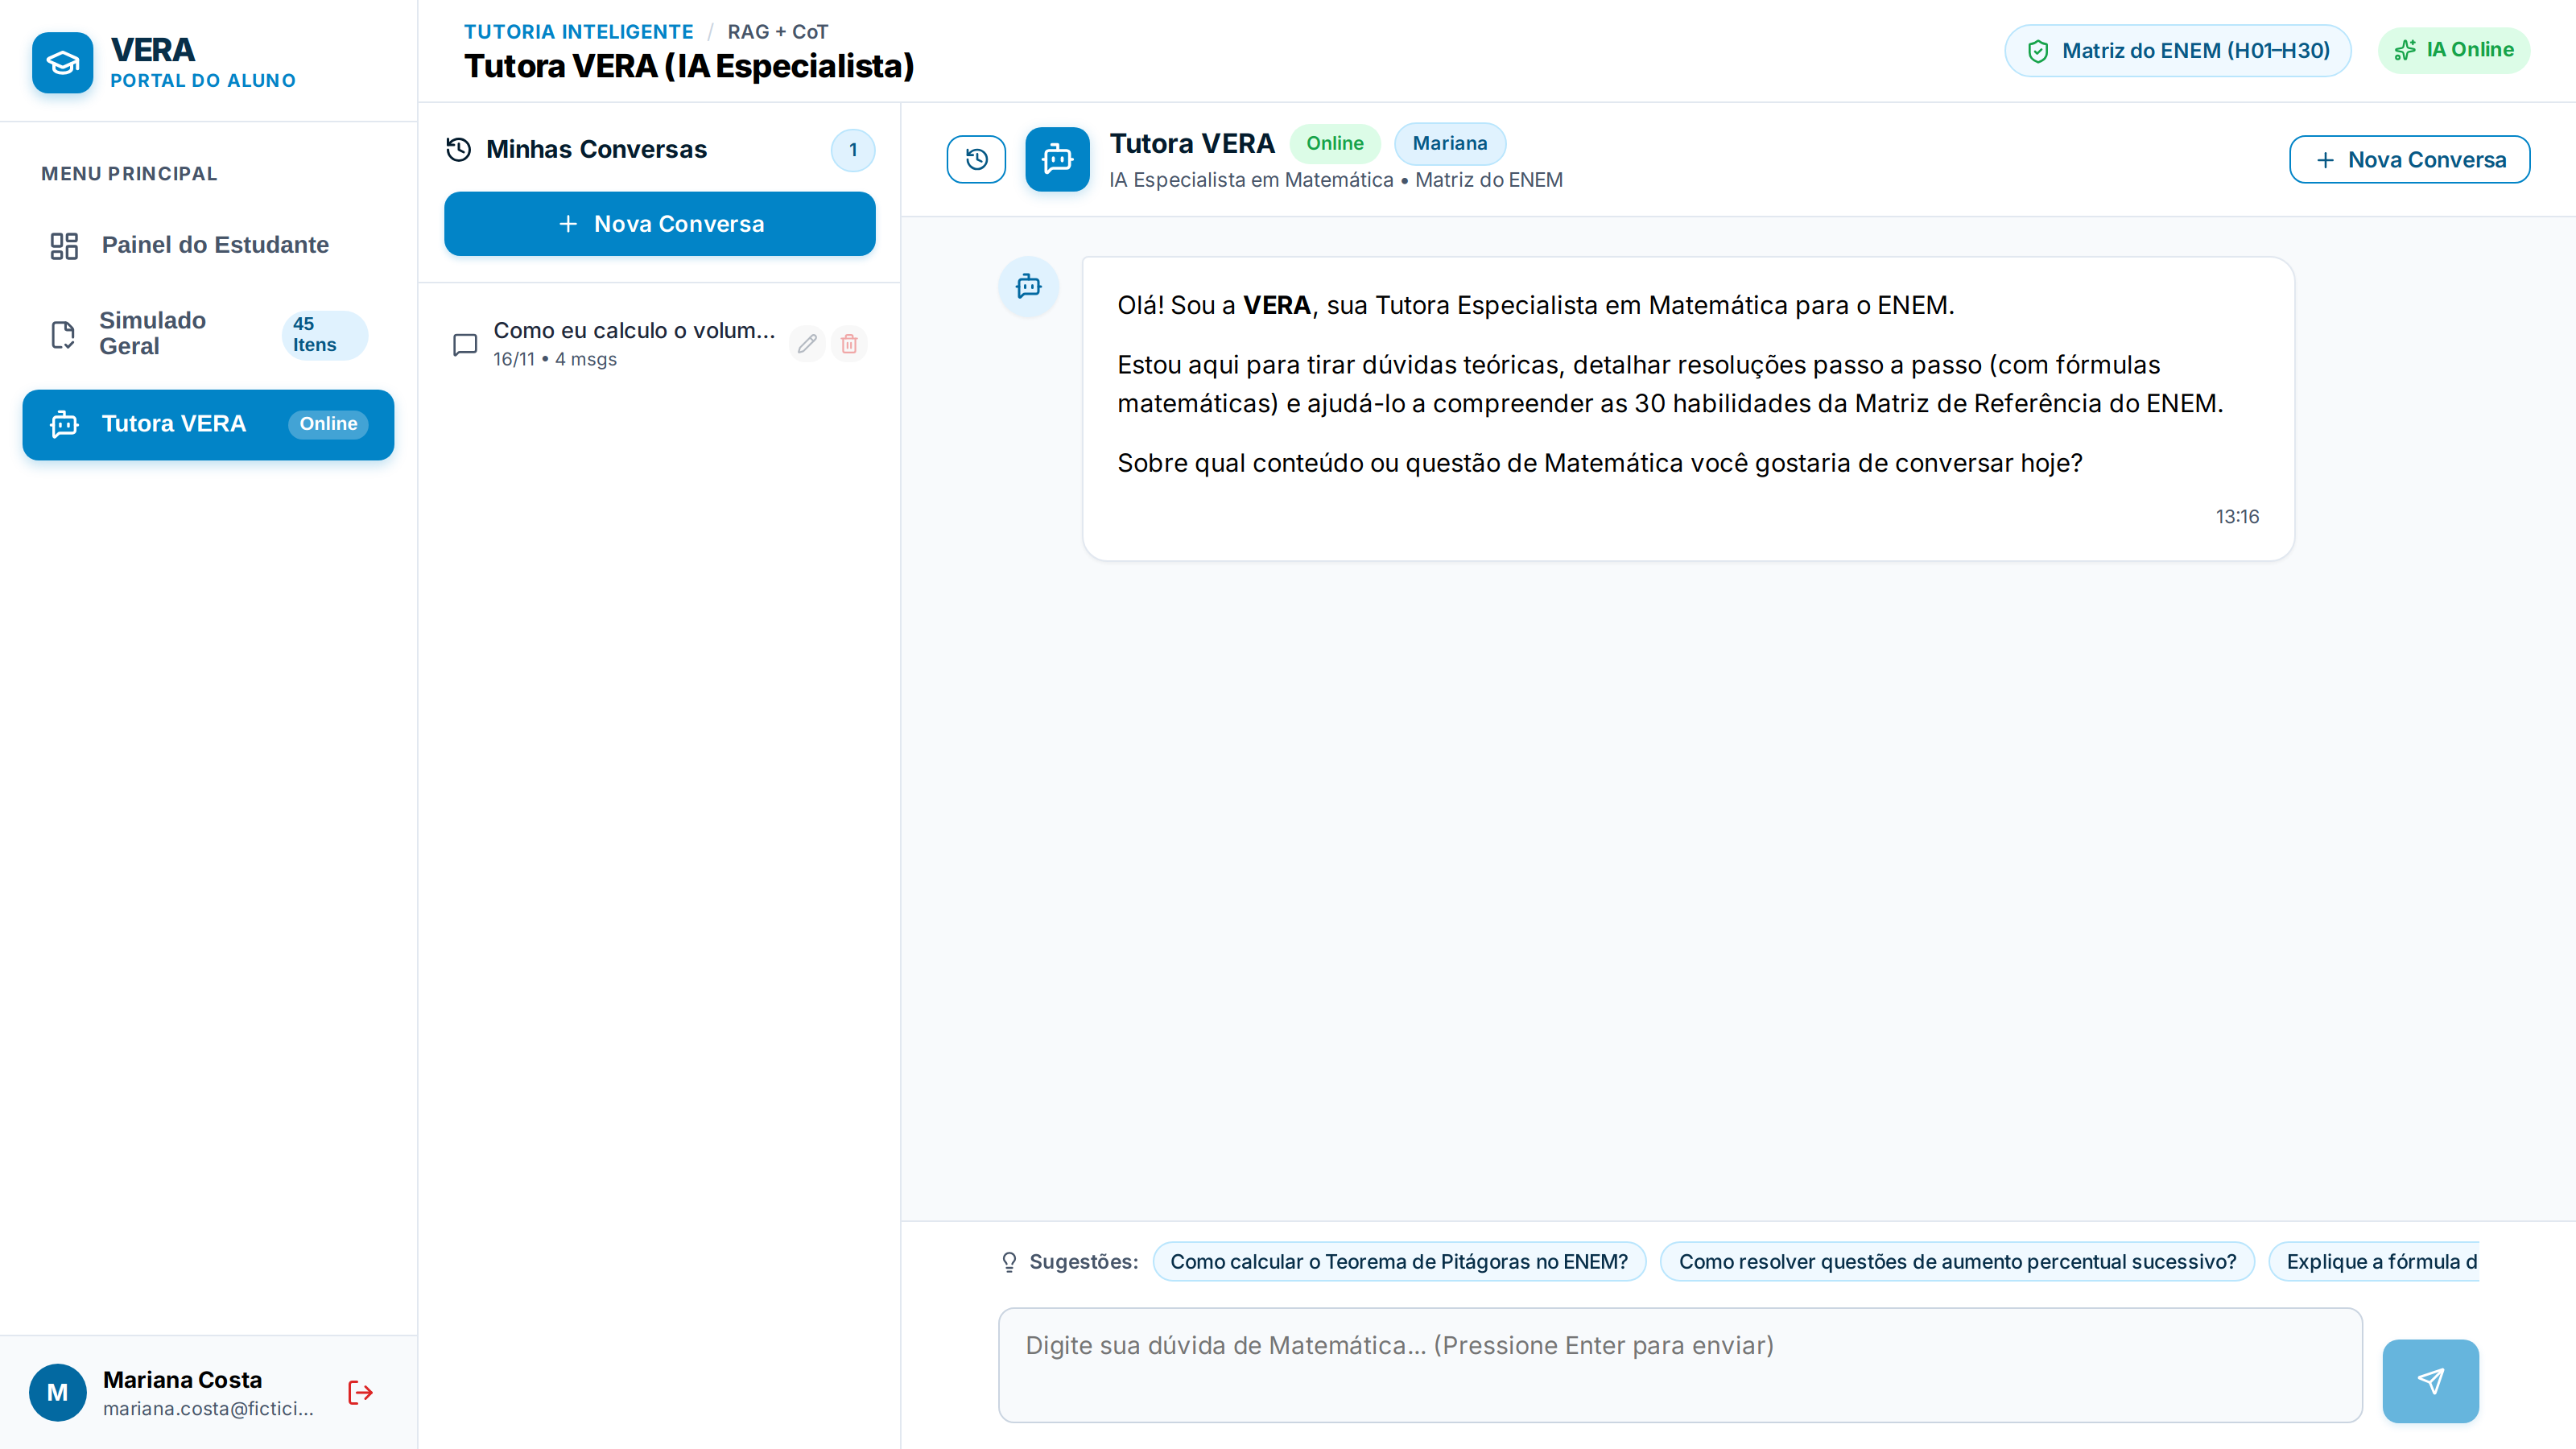 VERA
PORTAL DO ALUNO
MENU PRINCIPAL
Painel do Estudante
Simulado
Geral
45
Itens
Tutora VERA
Online
Mariana Costa
mariana.costa@fictici...
M
TUTORIA INTELIGENTE / RAG + CoT
Tutora VERA (IA Especialista)
Matriz do ENEM (H01–H30)
IA Online
Minhas Conversas
1
+ Nova Conversa
Como eu calculo o volum...
16/11 • 4 msgs
Tutora VERA
Online
Mariana
IA Especialista em Matemática • Matriz do ENEM
+ Nova Conversa
Olá! Sou a VERA, sua Tutora Especialista em Matemática para o ENEM.
Estou aqui para tirar dúvidas teóricas, detalhar resoluções passo a passo (com fórmulas
matemáticas) e ajudá-lo a compreender as 30 habilidades da Matriz de Referência do ENEM.
Sobre qual conteúdo ou questão de Matemática você gostaria de conversar hoje?
13:16
Sugestões:
Como calcular o Teorema de Pitágoras no ENEM?
Como resolver questões de aumento percentual sucessivo?
Explique a fórmula d
Digite sua dúvida de Matemática... (Pressione Enter para enviar)